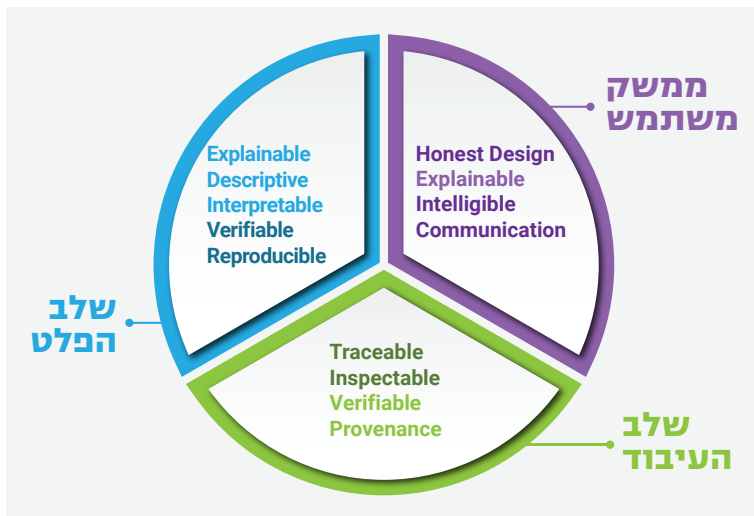 ממשק
משתמש
Honest Design
Explainable
Intelligible
Communication
Explainable
Descriptive
Interpretable
Verifiable
Reproducible
שלב
הפלט
Traceable
Inspectable
Verifiable
Provenance
שלב
העיבוד